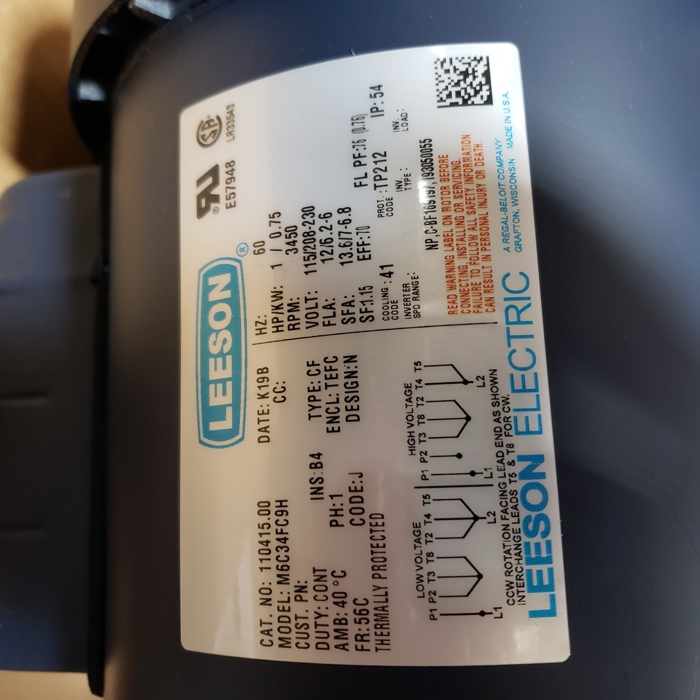 LEESON ®
E57948
LR33543
CAT. NO: 110415.00
MODEL: M6C34FC9H
CUST. PN:
DUTY: CONT
AMB: 40 °C
FR: 56C
THERMALLY PROTECTED
INS: B4
PH: 1
CODE: J
DATE: K19B
CC:
TYPE: CF
ENCL: TEFC
DESIGN: N
HZ: 60
HP/KW: 1 / 0.75
RPM: 3450
VOLT: 115/208-230
FLA: 12/6.2-6
SFA: 13.6/7-6.8
SF: 1.15 EFF: 70 FL PF: 76 (0.76)
COOLING CODE : 41 PROT. CODE : TP212 IP: 54
INVERTER SPD RANGE: INV. TYPE: INV. LOAD:
READ WARNING LABEL ON MOTOR BEFORE
CONNECTING, INSTALLING OR SERVICING.
FAILURE TO FOLLOW ALL SAFETY INFORMATION
CAN RESULT IN PERSONAL INJURY OR DEATH.
LOW VOLTAGE
P1 P2 T3 T8 T2 T4 T5
L1 L2
HIGH VOLTAGE
P1 P2 T3 T8 T2 T4 T5
L1 L2
CCW ROTATION FACING LEAD END AS SHOWN
INTERCHANGE LEADS T5 & T8 FOR CW.
LEESON ELECTRIC
A REGAL-BELOIT COMPANY
GRAFTON, WISCONSIN MADE IN U.S.A.